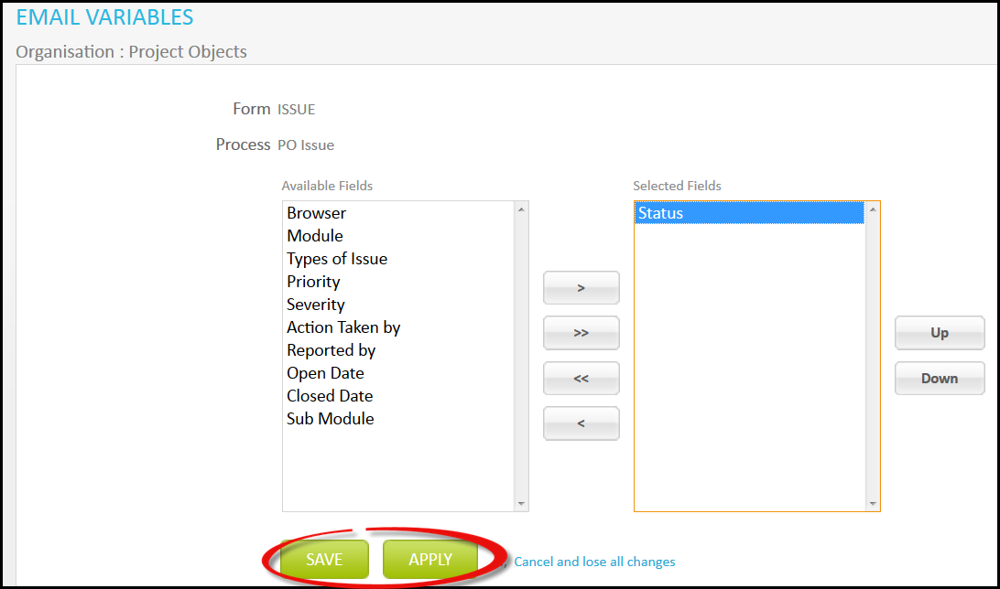 EMAIL VARIABLES
Organisation : Project Objects
Form ISSUE
Process PO Issue
Available Fields
Selected Fields
Browser
Module
Types of Issue
Priority
Severity
Action Taken by
Reported by
Open Date
Closed Date
Sub Module
>
>>
<<
<
Status
Up
Down
SAVE
APPLY
Cancel and lose all changes